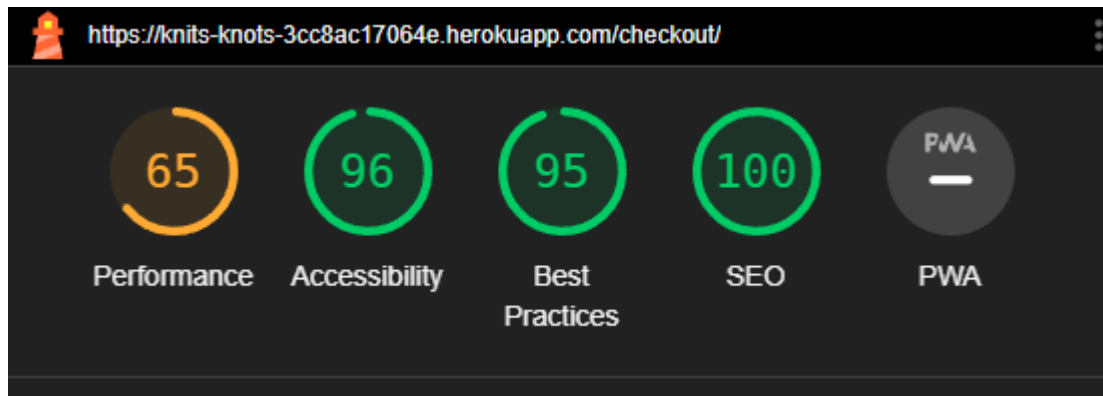 https://knits-knots-3cc8ac17064e.herokuapp.com/checkout/
65 96 95 100 PWA
Performance Accessibility Best Practices SEO PWA